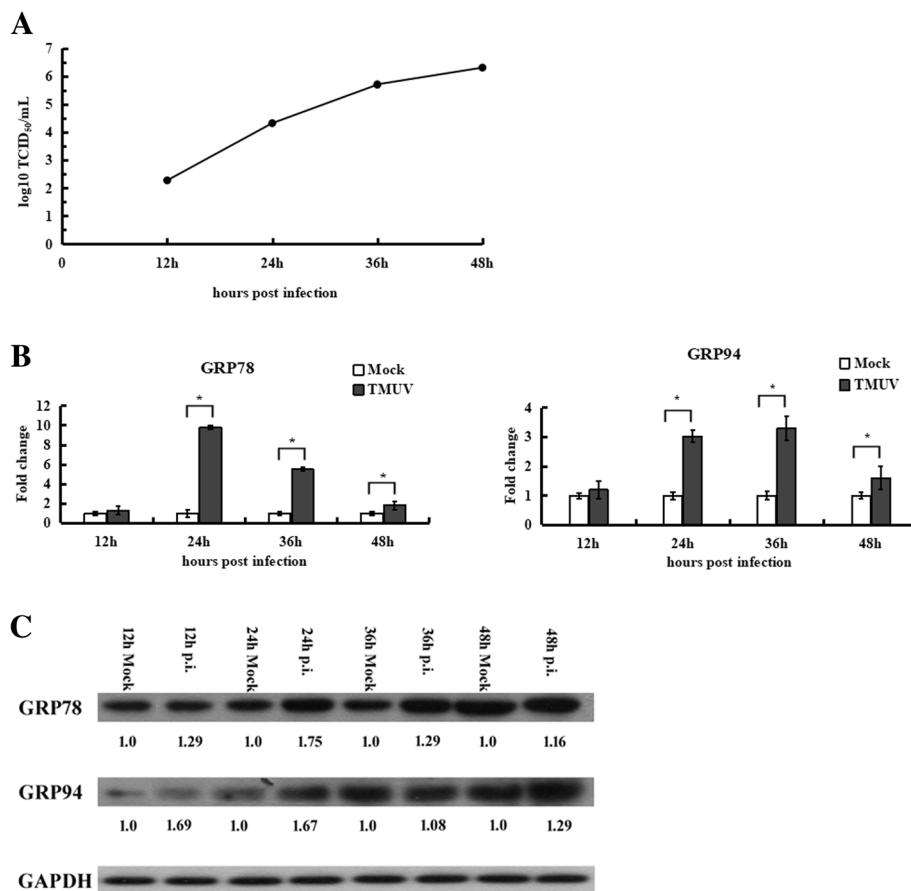 A
7
6
5
4
3
2
1
0
log10 TCID50/mL
0 12h 24h 36h 48h
hours post infection
B
GRP78
Mock
TMUV
12
10
8
6
4
2
0
Fold change
* * *
12h 24h 36h 48h
hours post infection
GRP94
Mock
TMUV
4
3
2
1
0
Fold change
* * *
12h 24h 36h 48h
hours post infection
C
12h Mock
12h p.i.
24h Mock
24h p.i.
36h Mock
36h p.i.
48h Mock
48h p.i.
GRP78
1.0 1.29 1.0 1.75 1.0 1.29 1.0 1.16
GRP94
1.0 1.69 1.0 1.67 1.0 1.08 1.0 1.29
GAPDH